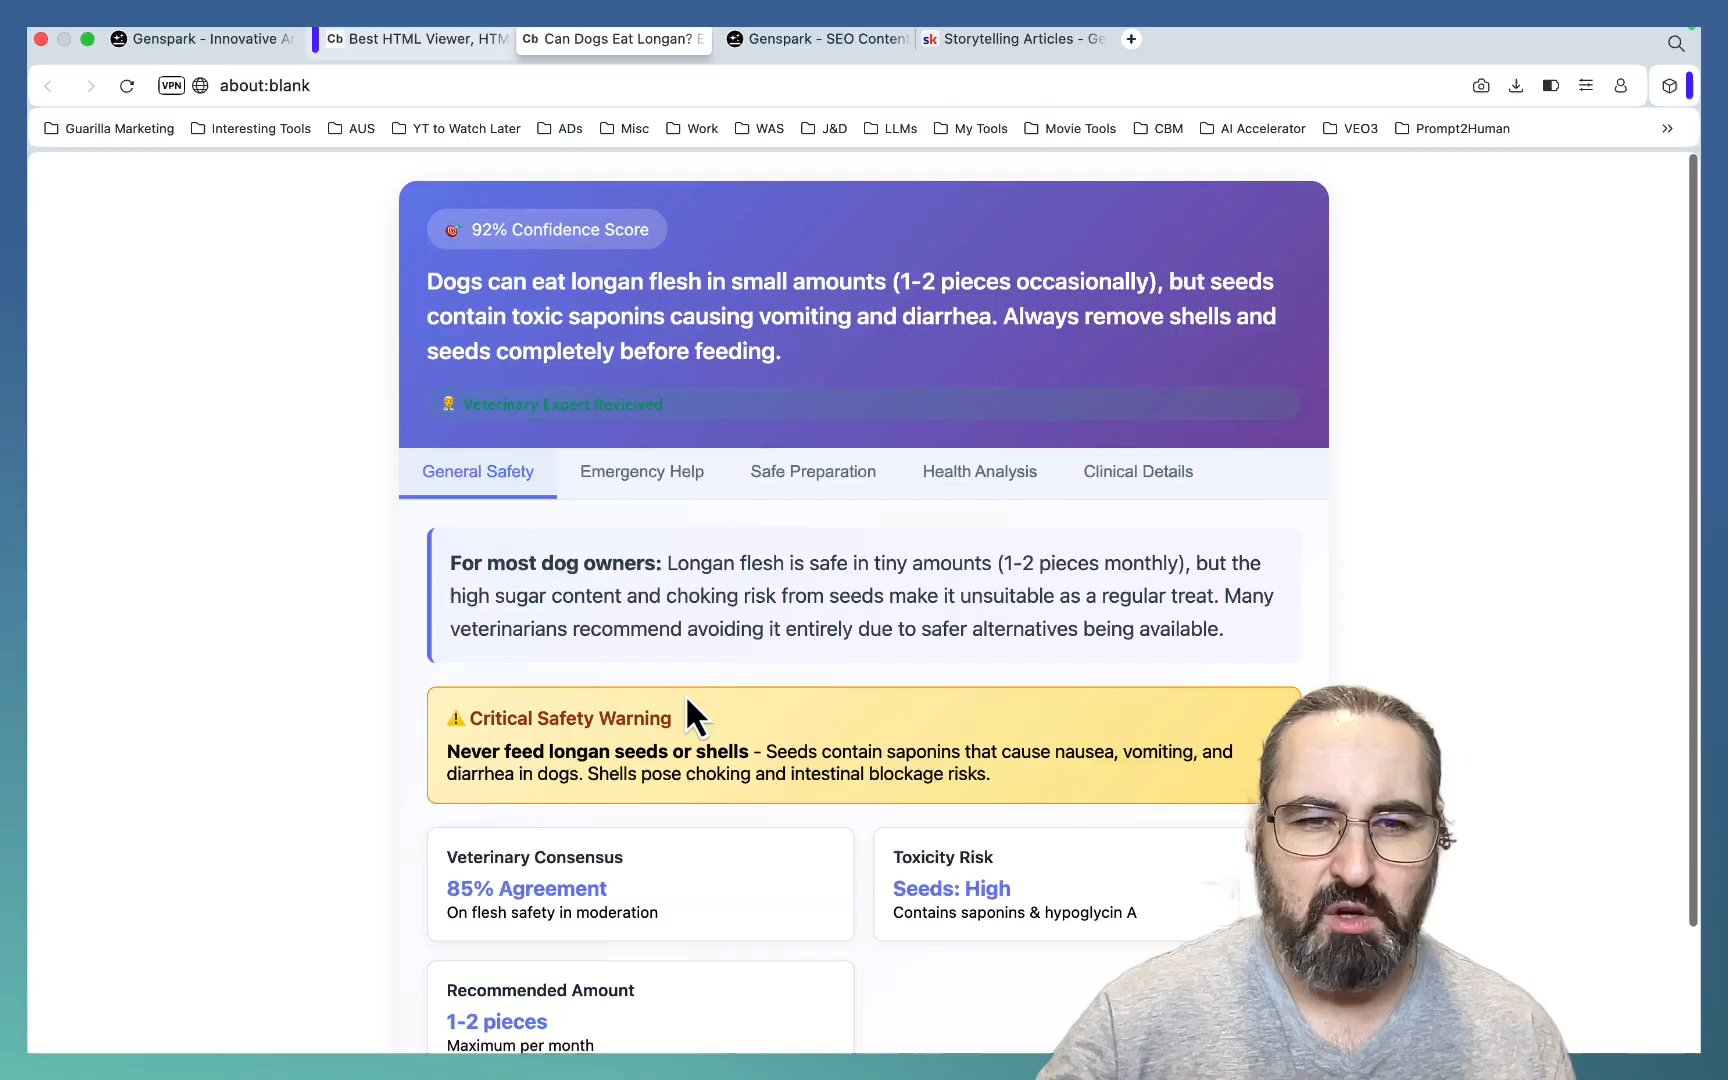 Genspark - Innovative Ar
Cb Best HTML Viewer, HTM
Cb Can Dogs Eat Longan? E
Genspark - SEO Content
sk Storytelling Articles - Ge
VPN about:blank
Guarilla Marketing
Interesting Tools
AUS
YT to Watch Later
ADs
Misc
Work
WAS
J&D
LLMs
My Tools
Movie Tools
CBM
AI Accelerator
VEO3
Prompt2Human
92% Confidence Score
Dogs can eat longan flesh in small amounts (1-2 pieces occasionally), but seeds
contain toxic saponins causing vomiting and diarrhea. Always remove shells and
seeds completely before feeding.
Veterinary Expert Reviewed
General Safety
Emergency Help
Safe Preparation
Health Analysis
Clinical Details
For most dog owners: Longan flesh is safe in tiny amounts (1-2 pieces monthly), but the
high sugar content and choking risk from seeds make it unsuitable as a regular treat. Many
veterinarians recommend avoiding it entirely due to safer alternatives being available.
Critical Safety Warning
Never feed longan seeds or shells - Seeds contain saponins that cause nausea, vomiting, and
diarrhea in dogs. Shells pose choking and intestinal blockage risks.
Veterinary Consensus
85% Agreement
On flesh safety in moderation
Toxicity Risk
Seeds: High
Contains saponins & hypoglycin A
Recommended Amount
1-2 pieces
Maximum per month